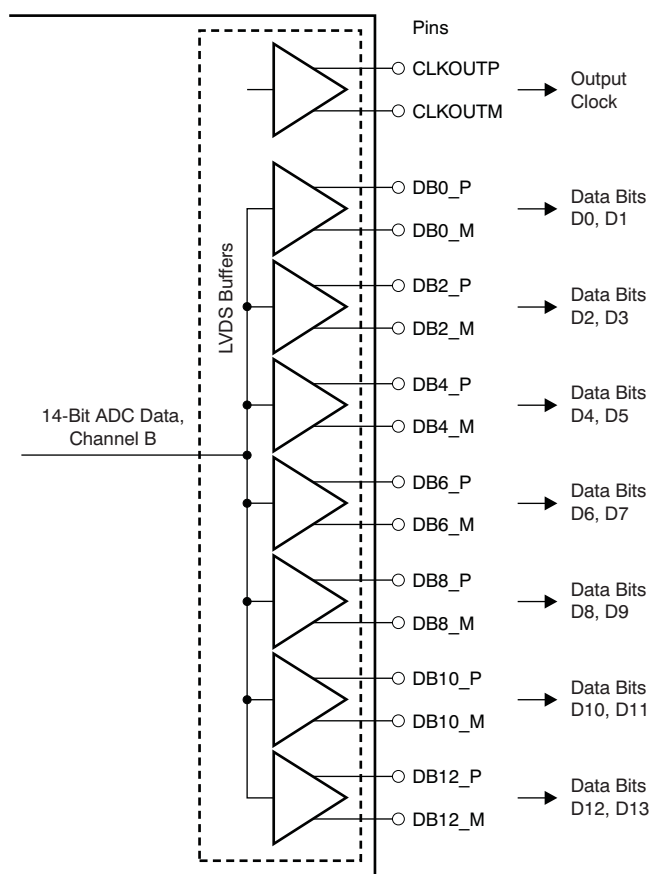 Pins
CLKOUTP
CLKOUTM
Output
Clock
DB0_P
DB0_M
Data Bits
D0, D1
LVDS Buffers
DB2_P
DB2_M
Data Bits
D2, D3
DB4_P
DB4_M
Data Bits
D4, D5
14-Bit ADC Data,
Channel B
DB6_P
DB6_M
Data Bits
D6, D7
DB8_P
DB8_M
Data Bits
D8, D9
DB10_P
DB10_M
Data Bits
D10, D11
DB12_P
DB12_M
Data Bits
D12, D13